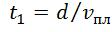 t₁ = d/vпл